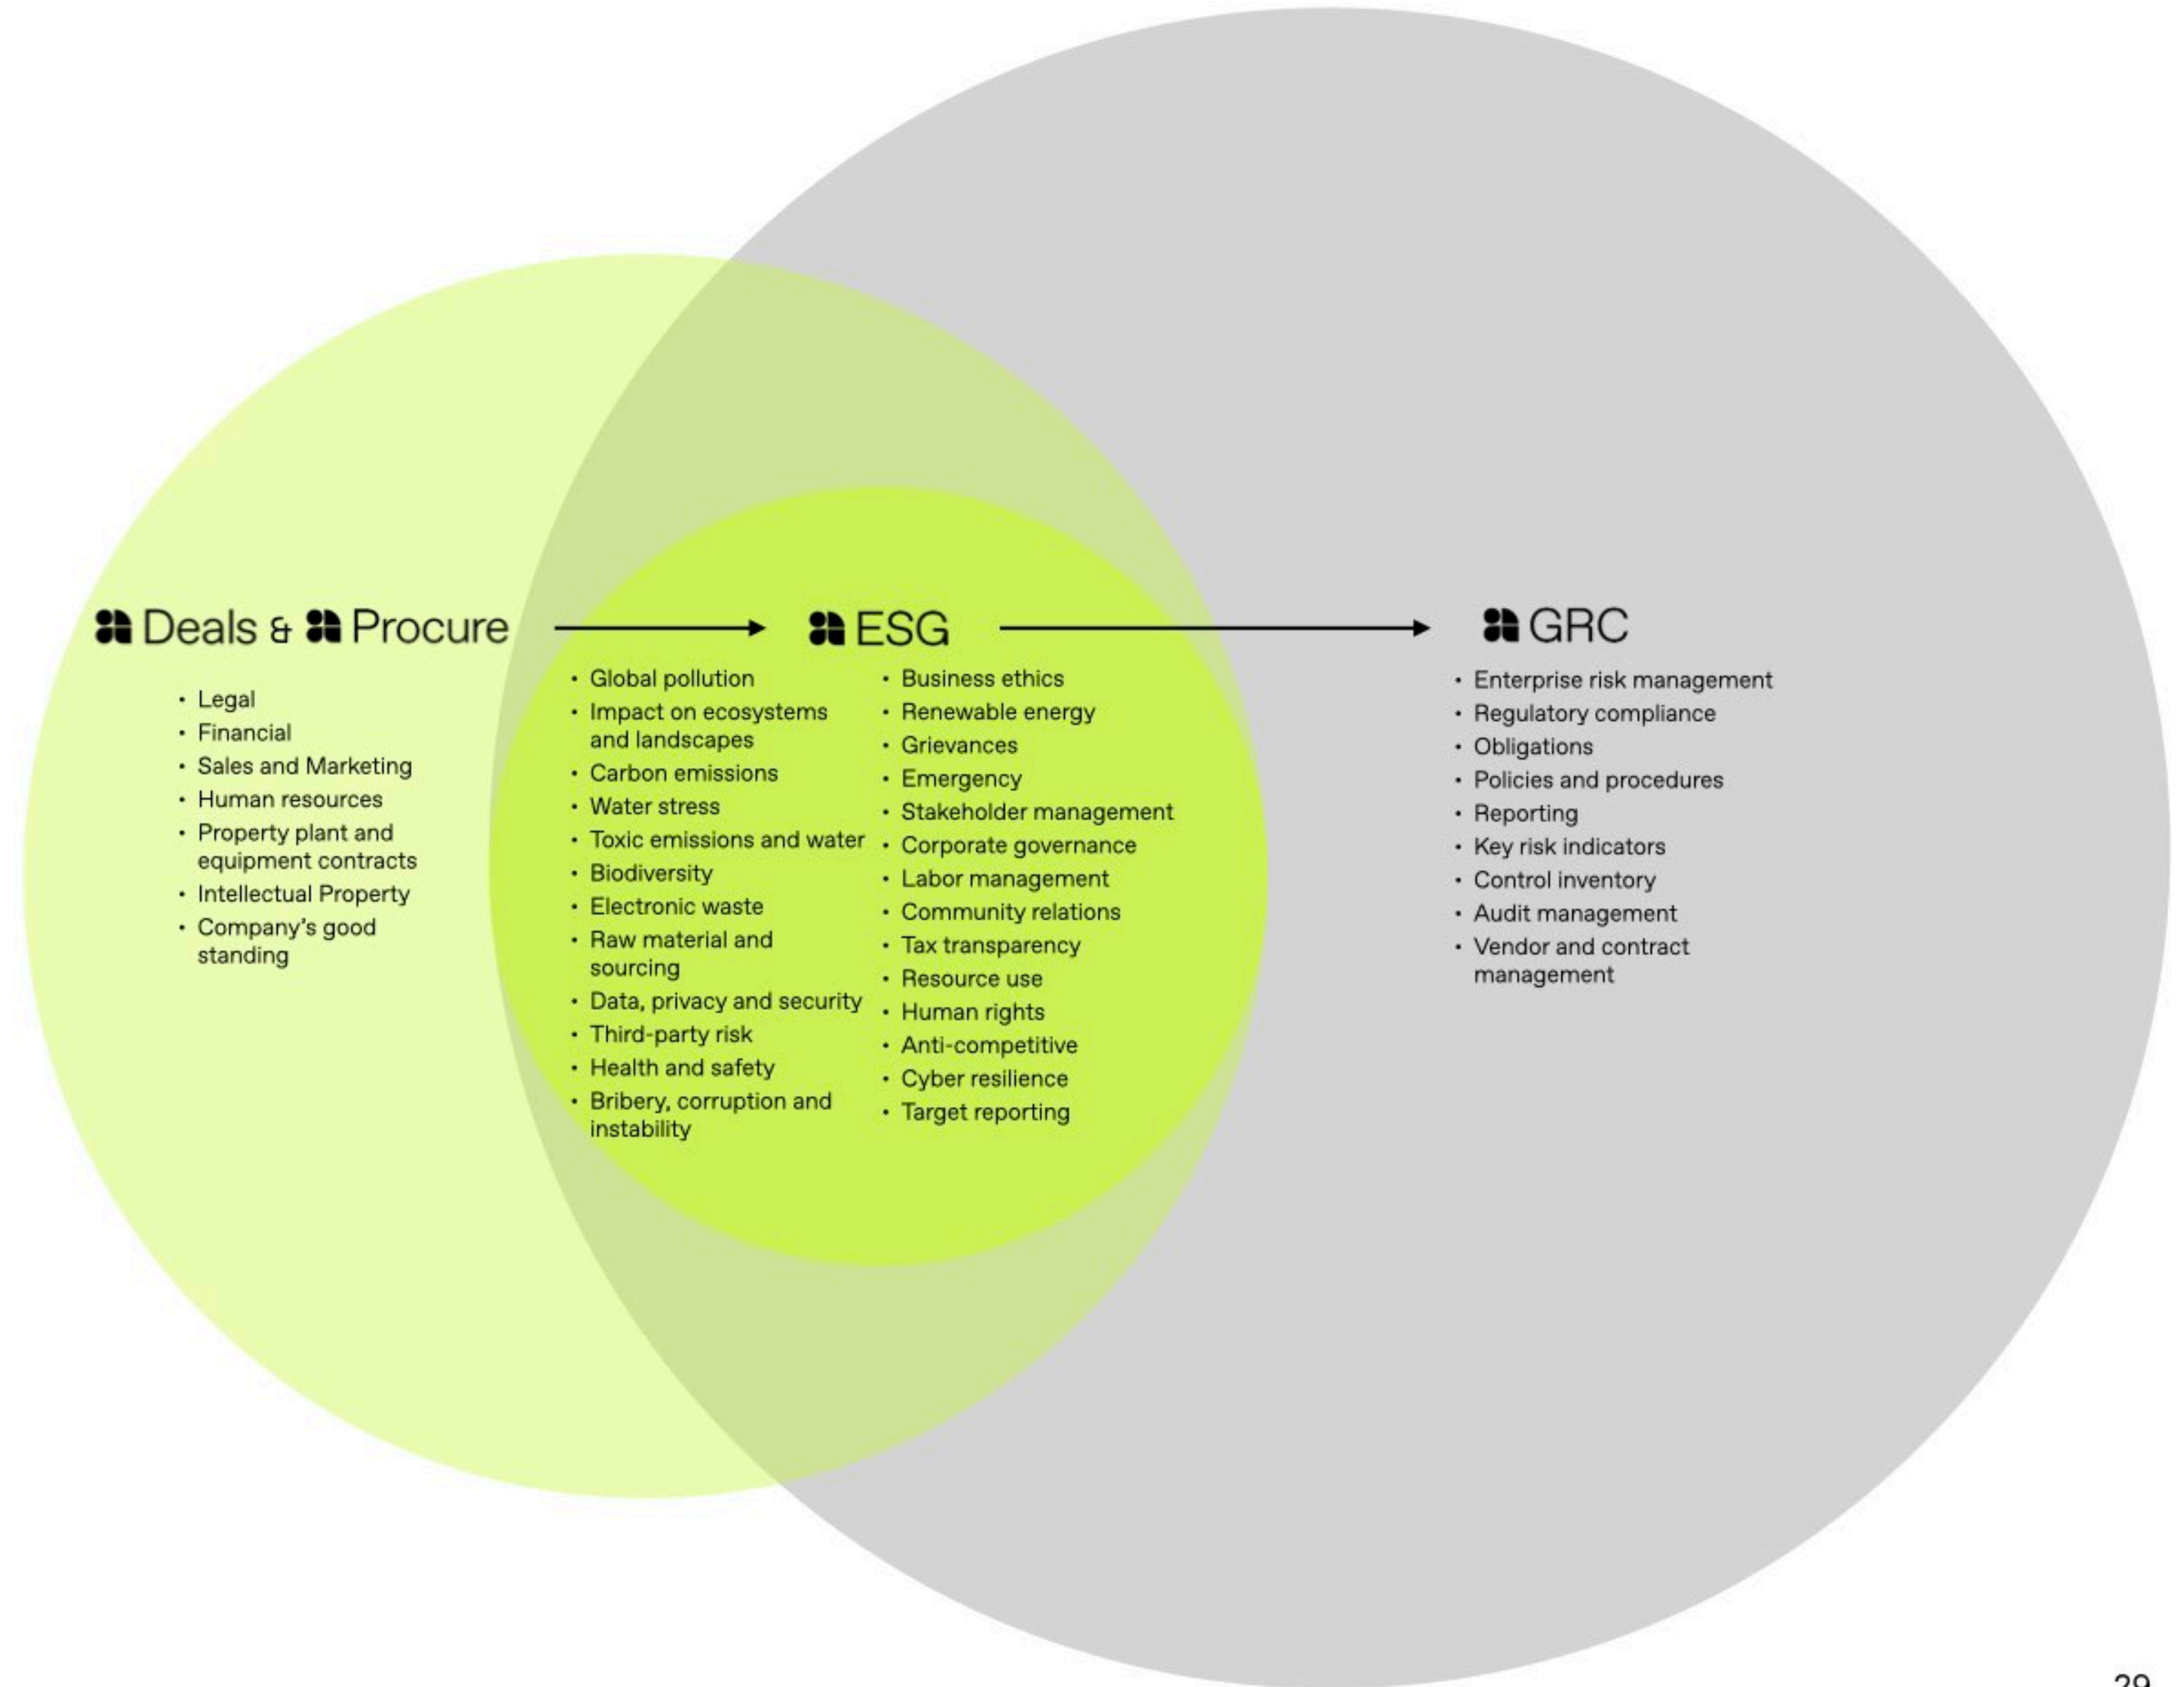 Deals & Procure
• Legal
• Financial
• Sales and Marketing
• Human resources
• Property plant and
equipment contracts
• Intellectual Property
• Company's good
standing
ESG
• Global pollution
• Impact on ecosystems
and landscapes
• Carbon emissions
• Water stress
• Toxic emissions and water
• Biodiversity
• Electronic waste
• Raw material and
sourcing
• Data, privacy and security
• Third-party risk
• Health and safety
• Bribery, corruption and
instability
• Business ethics
• Renewable energy
• Grievances
• Emergency
• Stakeholder management
• Corporate governance
• Labor management
• Community relations
• Tax transparency
• Resource use
• Human rights
• Anti-competitive
• Cyber resilience
• Target reporting
GRC
• Enterprise risk management
• Regulatory compliance
• Obligations
• Policies and procedures
• Reporting
• Key risk indicators
• Control inventory
• Audit management
• Vendor and contract
management
29